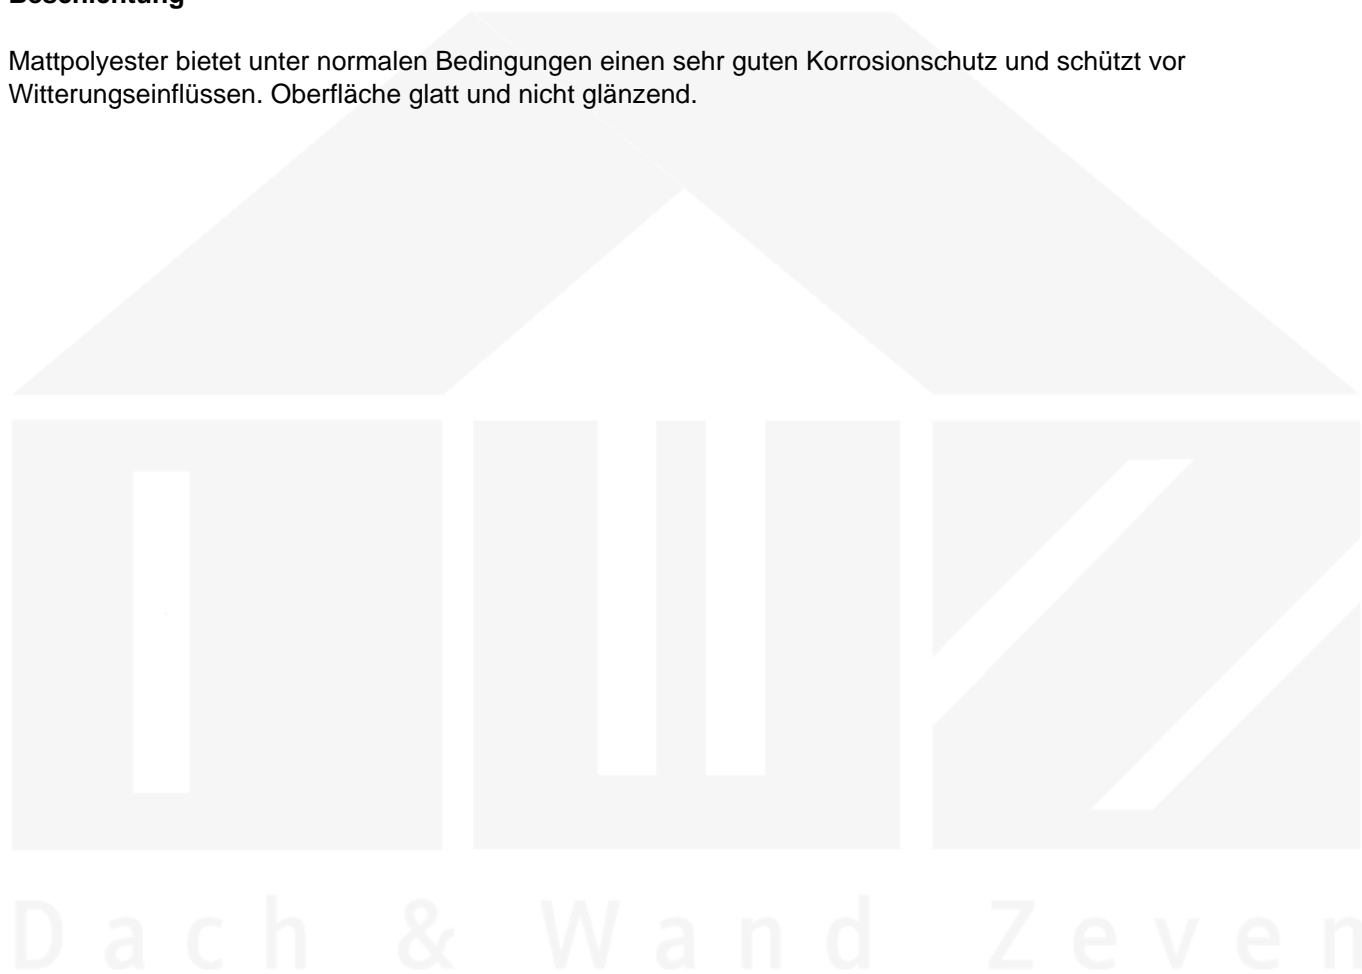 Beschichtung
Mattpolyester bietet unter normalen Bedingungen einen sehr guten Korrosionschutz und schützt vor
Witterungseinflüssen. Oberfläche glatt und nicht glänzend.
Dach & Wand Zeven